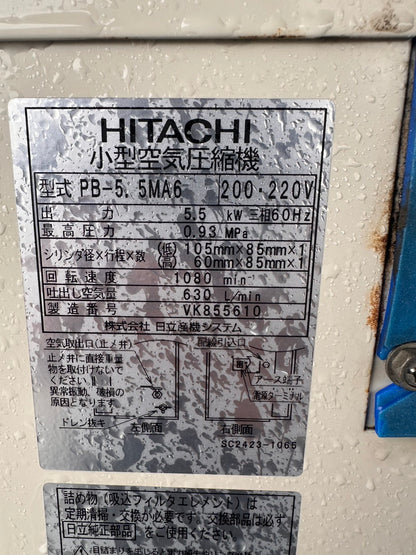 HITACHI
小型空気圧縮機
型式 PB-5.5MA6 200・220V
出力 5.5 kW 三相60Hz
最高圧力 0.93 MPa
シリンダ径×行程×数 (低) 105mm×85mm×1
(高) 60mm×85mm×1
回転速度 1080 min⁻¹
吐出し空気量 630 L/min
製造番号 VK855610
株式会社 日立産機システム
空気取出口(止メ弁)
止メ弁に直接重量
物を取付けないで
ください!!
異常振動、破損の
原因となります。
ドレン抜キ
左側面
配線引込口
アース端子
電源ターミナル
右側面
SC2423-1065
詰め物(吸込フィルタエレメント)は
定期清掃・交換が必要です。交換部品は必ず
日立純正部品をご使用ください。